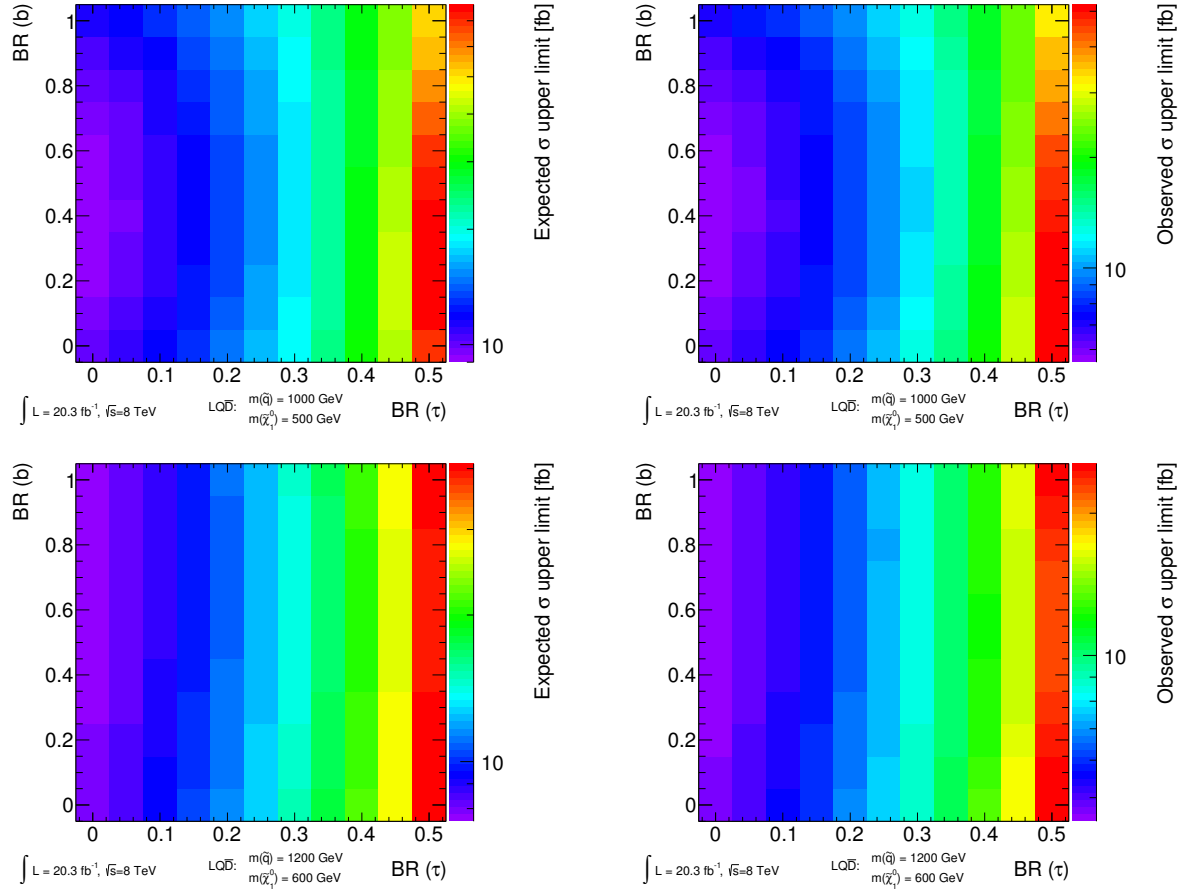 BR (b)
1
0.8
0.6
0.4
0.2
0
0 0.1 0.2 0.3 0.4 0.5
BR (τ)
10
Expected σ upper limit [fb]
∫ L = 20.3 fb⁻¹, √s=8 TeV
LQD̅: m(q̃) = 1000 GeV
m(χ̃⁰₁) = 500 GeV
BR (b)
1
0.8
0.6
0.4
0.2
0
0 0.1 0.2 0.3 0.4 0.5
BR (τ)
10
Observed σ upper limit [fb]
∫ L = 20.3 fb⁻¹, √s=8 TeV
LQD̅: m(q̃) = 1000 GeV
m(χ̃⁰₁) = 500 GeV
BR (b)
1
0.8
0.6
0.4
0.2
0
0 0.1 0.2 0.3 0.4 0.5
BR (τ)
10
Expected σ upper limit [fb]
∫ L = 20.3 fb⁻¹, √s=8 TeV
LQD̅: m(q̃) = 1200 GeV
m(χ̃⁰₁) = 600 GeV
BR (b)
1
0.8
0.6
0.4
0.2
0
0 0.1 0.2 0.3 0.4 0.5
BR (τ)
10
Observed σ upper limit [fb]
∫ L = 20.3 fb⁻¹, √s=8 TeV
LQD̅: m(q̃) = 1200 GeV
m(χ̃⁰₁) = 600 GeV